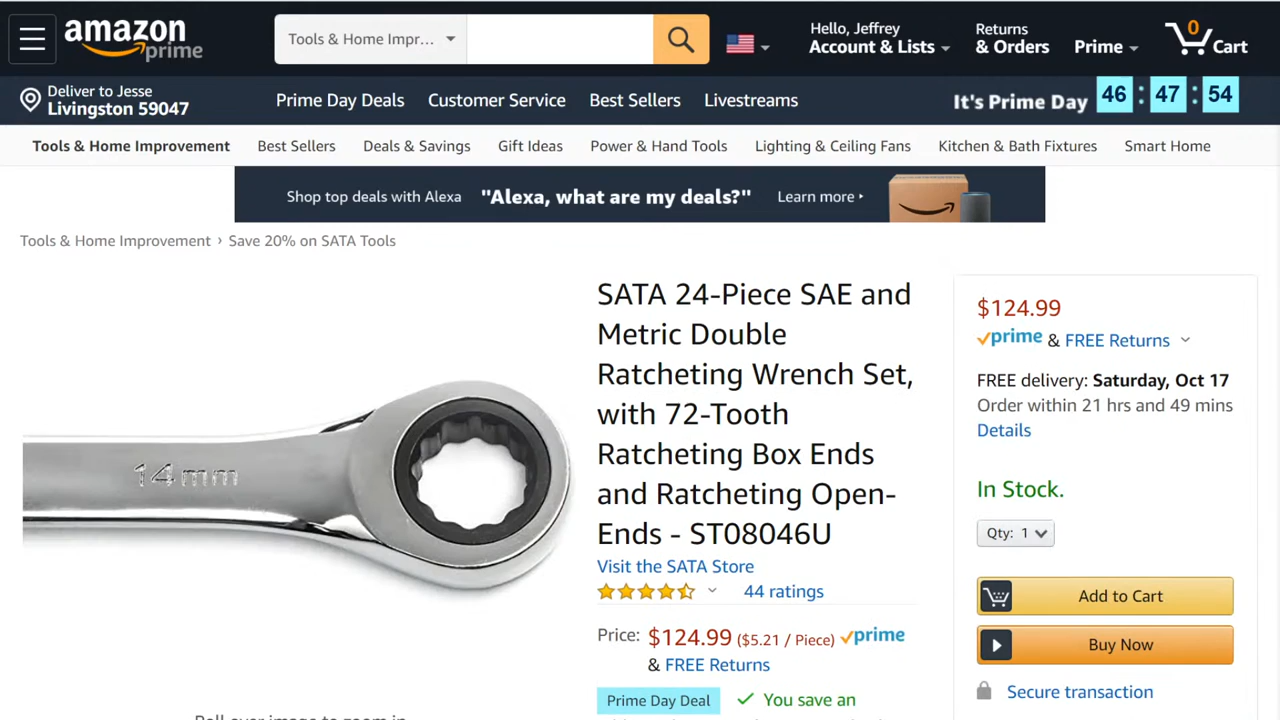 amazon prime
Tools & Home Impr...
Hello, Jeffrey
Account & Lists
Returns
& Orders
Prime
0
Cart
Deliver to Jesse
Livingston 59047
Prime Day Deals
Customer Service
Best Sellers
Livestreams
It's Prime Day 46 : 47 : 54
Tools & Home Improvement
Best Sellers
Deals & Savings
Gift Ideas
Power & Hand Tools
Lighting & Ceiling Fans
Kitchen & Bath Fixtures
Smart Home
Shop top deals with Alexa "Alexa, what are my deals?" Learn more
Tools & Home Improvement › Save 20% on SATA Tools
14mm
Roll over image to zoom in
SATA 24-Piece SAE and
Metric Double
Ratcheting Wrench Set,
with 72-Tooth
Ratcheting Box Ends
and Ratcheting Open-
Ends - ST08046U
Visit the SATA Store
44 ratings
Price: $124.99 ($5.21 / Piece) prime
& FREE Returns
Prime Day Deal
You save an
$124.99
prime & FREE Returns
FREE delivery: Saturday, Oct 17
Order within 21 hrs and 49 mins
Details
In Stock.
Qty: 1
Add to Cart
Buy Now
Secure transaction